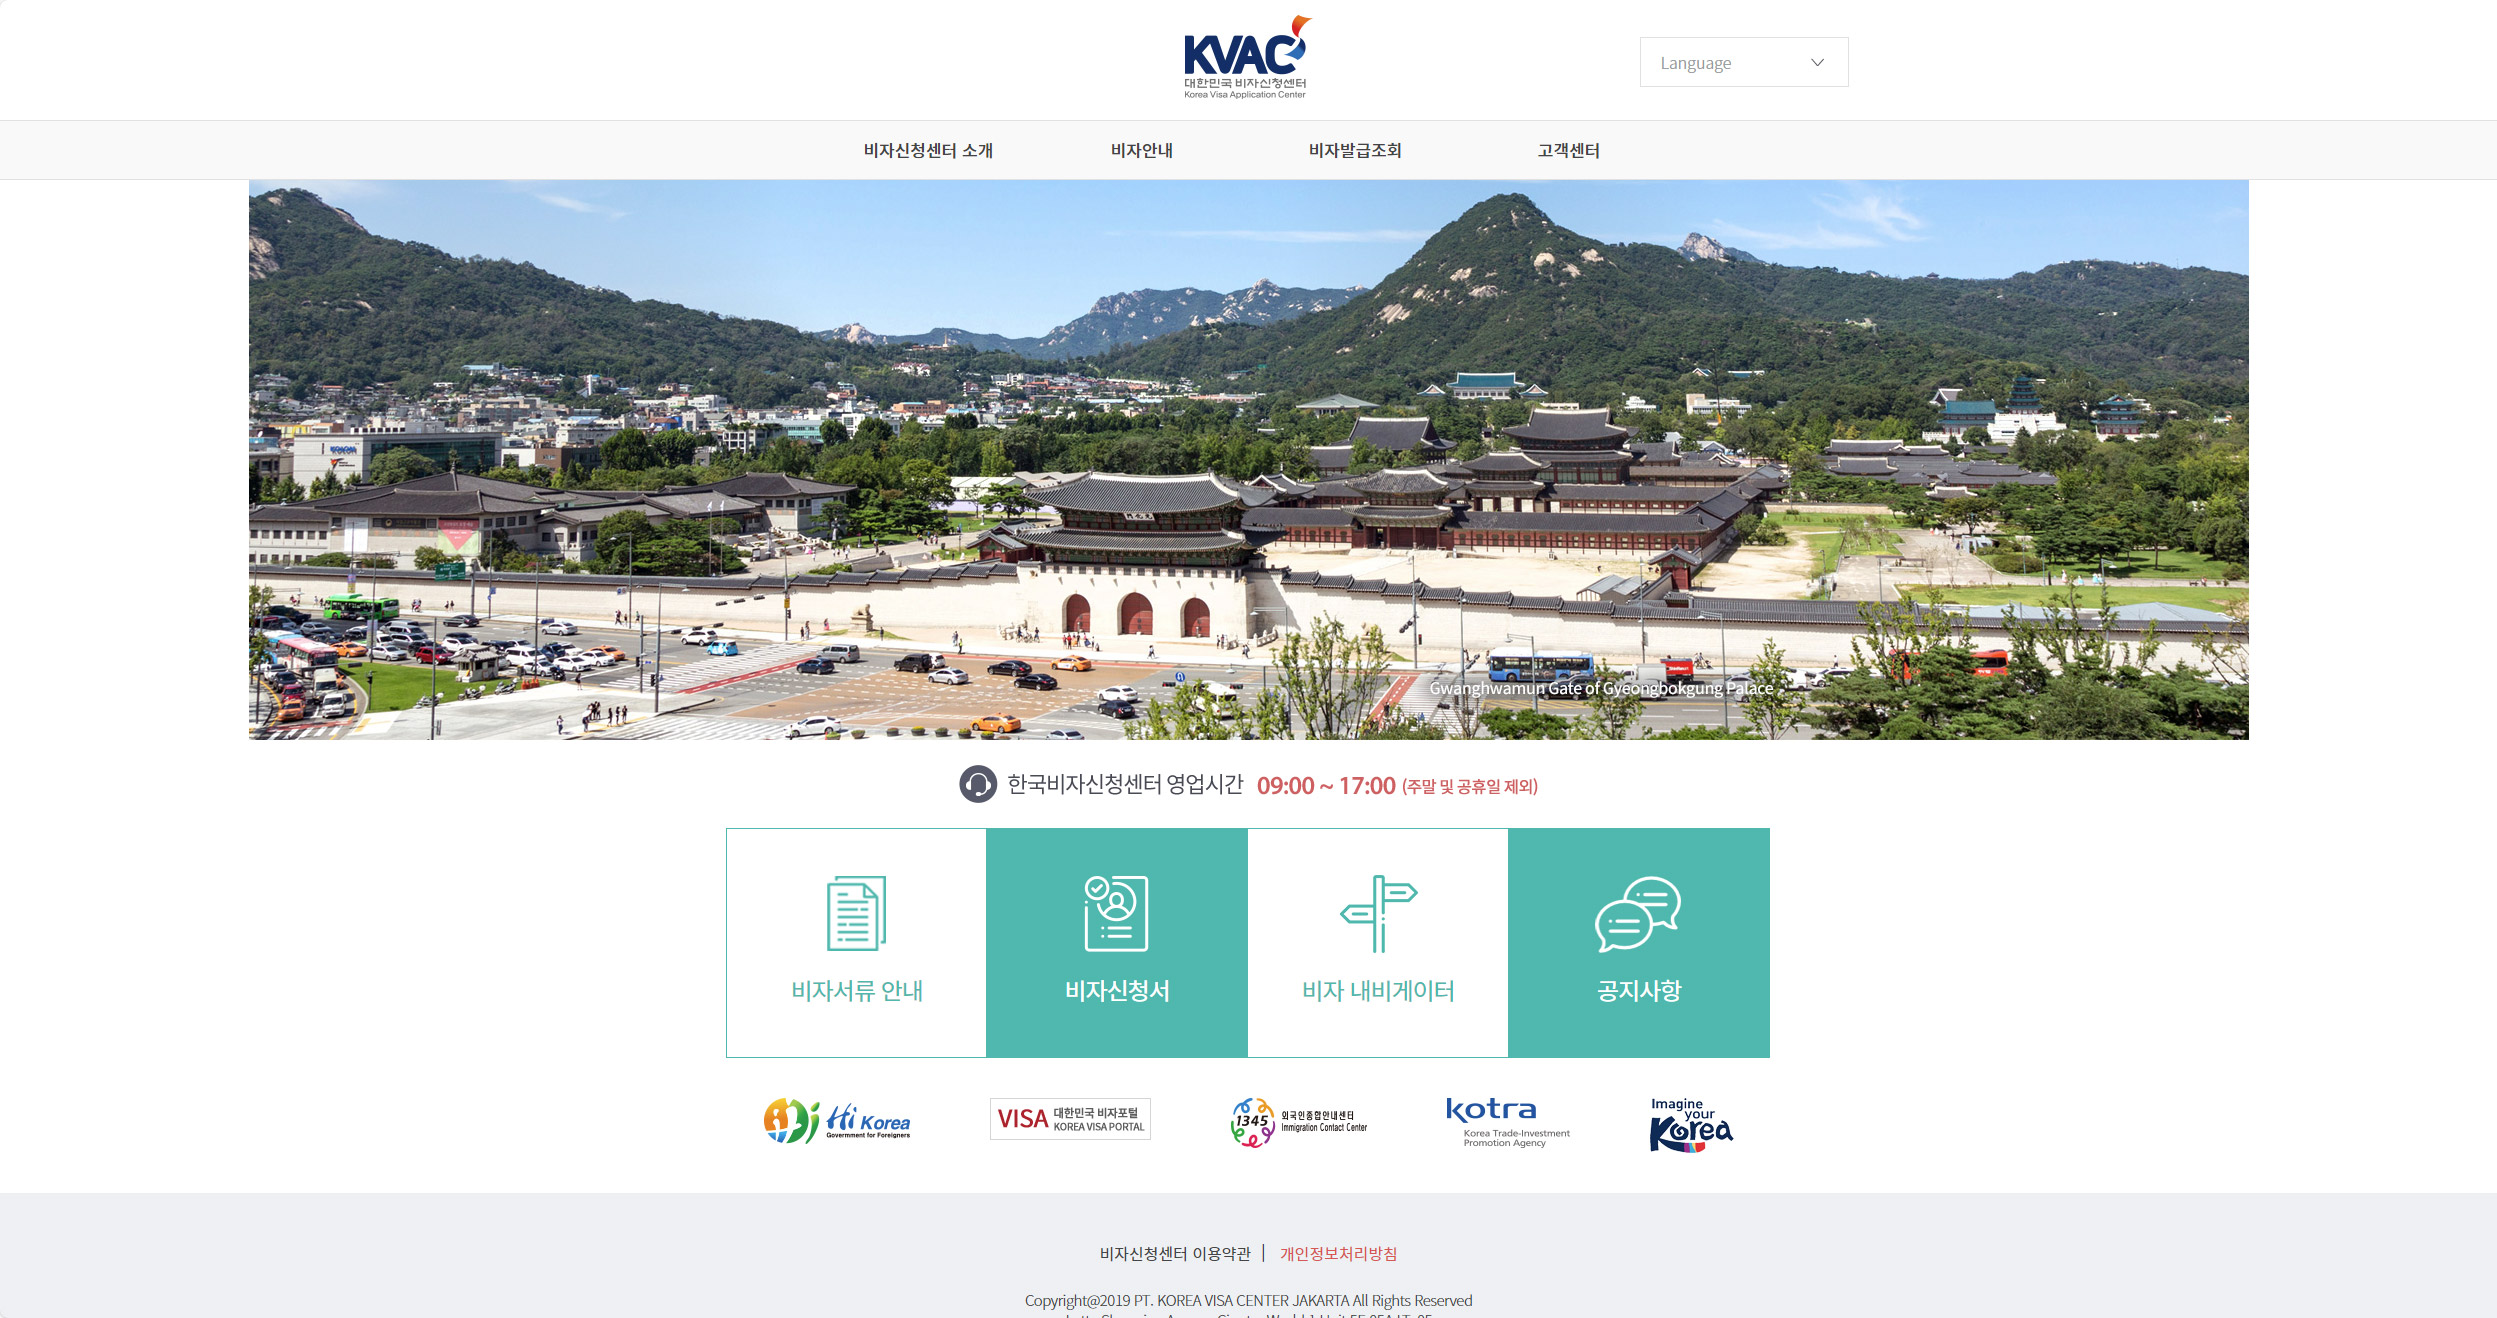 KVAC
대한민국 비자신청센터
Korea Visa Application Center
Language
비자신청센터 소개
비자안내
비자발급조회
고객센터
Gwanghwamun Gate of Gyeongbokgung Palace
한국비자신청센터 영업시간 09:00 ~ 17:00 (주말 및 공휴일 제외)
비자서류 안내
비자신청서
비자 내비게이터
공지사항
Hi Korea
Government for Foreigners
VISA 대한민국 비자포털
KOREA VISA PORTAL
1345 외국인종합안내센터
Immigration Contact Center
kotra
Korea Trade-Investment
Promotion Agency
Imagine
your
Korea
비자신청센터 이용약관 | 개인정보처리방침
Copyright@2019 PT. KOREA VISA CENTER JAKARTA All Rights Reserved